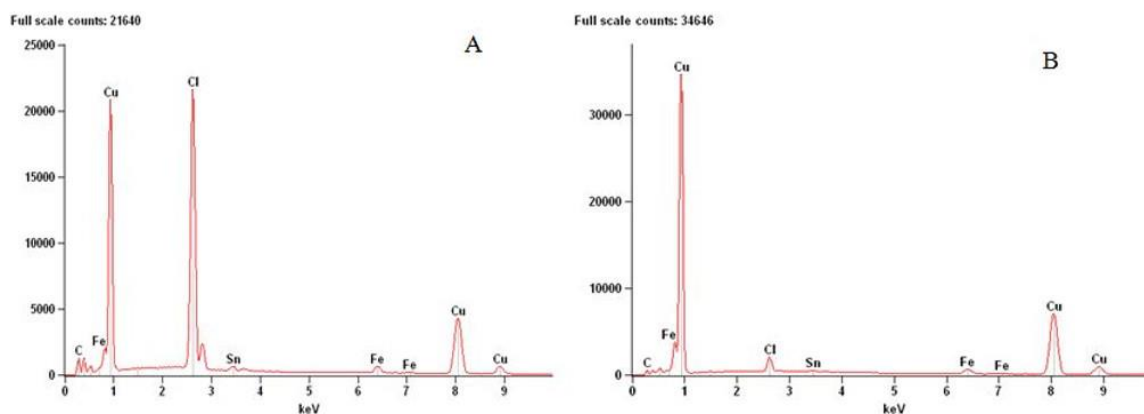 Full scale counts: 21640
A
25000
20000
15000
10000
5000
0
C
Fe
Cu
Cl
Sn
Fe
Fe
Cu
Cu
0 1 2 3 4 5 6 7 8 9
keV
Full scale counts: 34646
B
30000
20000
10000
0
C
Fe
Cu
Cl
Sn
Fe
Fe
Cu
Cu
0 1 2 3 4 5 6 7 8 9
keV